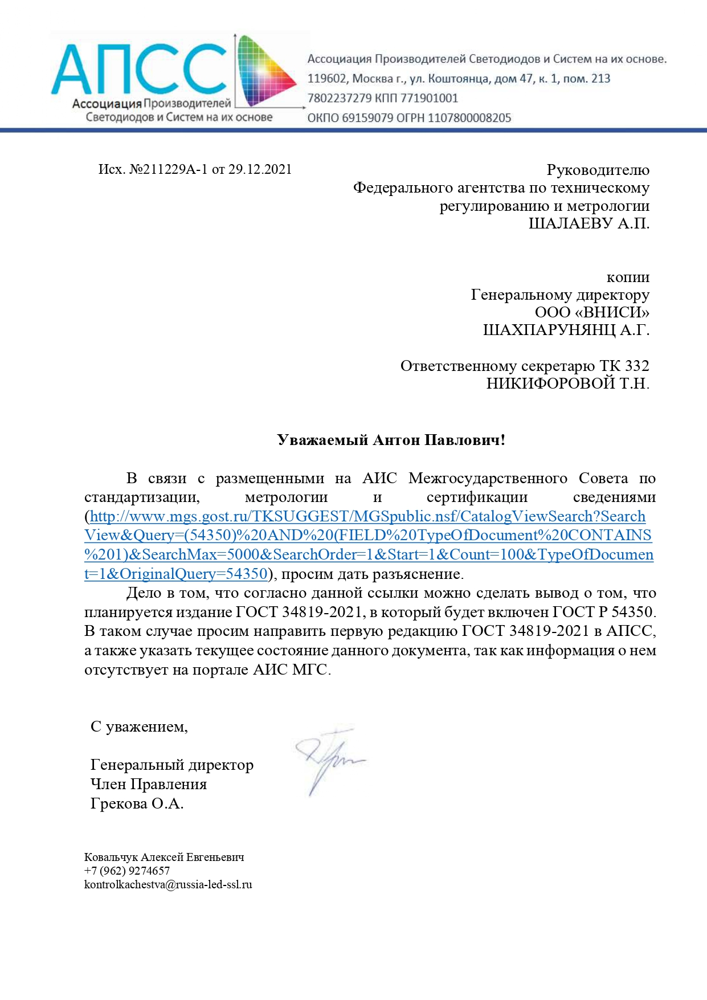 АПСС
Ассоциация Производителей
Светодиодов и Систем на их основе
Ассоциация Производителей Светодиодов и Систем на их основе.
119602, Москва г., ул. Коштоянца, дом 47, к. 1, пом. 213
7802237279 КПП 771901001
ОКПО 69159079 ОГРН 1107800008205
Исх. №211229А-1 от 29.12.2021
Руководителю
Федерального агентства по техническому
регулированию и метрологии
ШАЛАЕВУ А.П.
копии
Генеральному директору
ООО «ВНИСИ»
ШАХПАРУНЯНЦ А.Г.
Ответственному секретарю ТК 332
НИКИФОРОВОЙ Т.Н.
Уважаемый Антон Павлович!
В связи с размещенными на АИС Межгосударственного Совета по
стандартизации, метрологии и сертификации сведениями
(http://www.mgs.gost.ru/TKSUGGEST/MGSpublic.nsf/CatalogViewSearch?Search
View&Query=(54350)%20AND%20(FIELD%20TypeOfDocument%20CONTAINS
%201)&SearchMax=5000&SearchOrder=1&Start=1&Count=100&TypeOfDocumen
t=1&OriginalQuery=54350), просим дать разъяснение.
Дело в том, что согласно данной ссылки можно сделать вывод о том, что
планируется издание ГОСТ 34819-2021, в который будет включен ГОСТ Р 54350.
В таком случае просим направить первую редакцию ГОСТ 34819-2021 в АПСС,
а также указать текущее состояние данного документа, так как информация о нем
отсутствует на портале АИС МГС.
С уважением,
Генеральный директор
Член Правления
Грекова О.А.
Ковальчук Алексей Евгеньевич
+7 (962) 9274657
kontrolkachestva@russia-led-ssl.ru